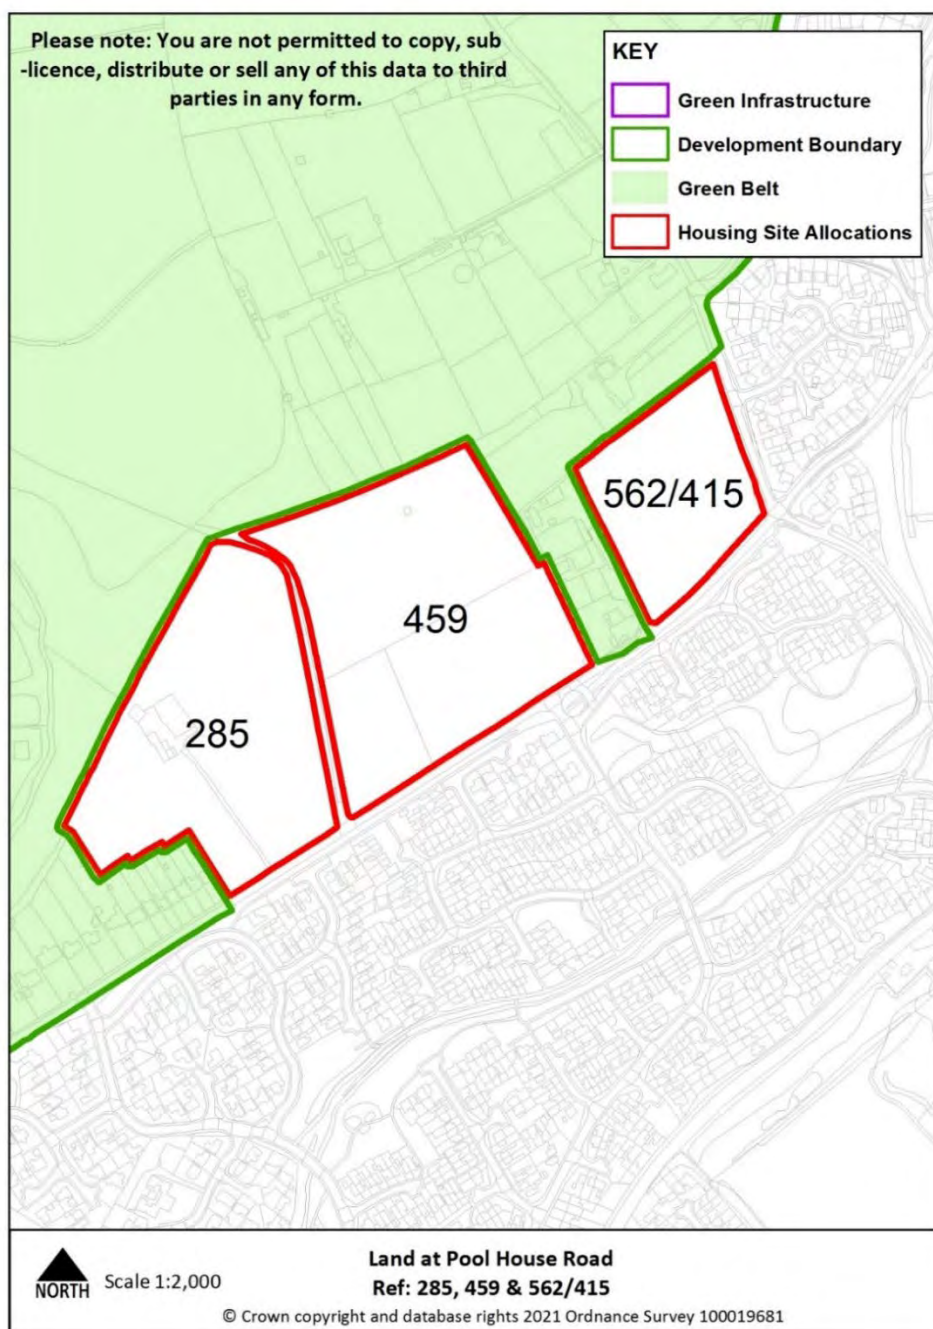 Please note: You are not permitted to copy, sub
-licence, distribute or sell any of this data to third
parties in any form.
KEY
Green Infrastructure
Development Boundary
Green Belt
Housing Site Allocations
562/415
459
285
NORTH
Scale 1:2,000
Land at Pool House Road
Ref: 285, 459 & 562/415
© Crown copyright and database rights 2021 Ordnance Survey 100019681